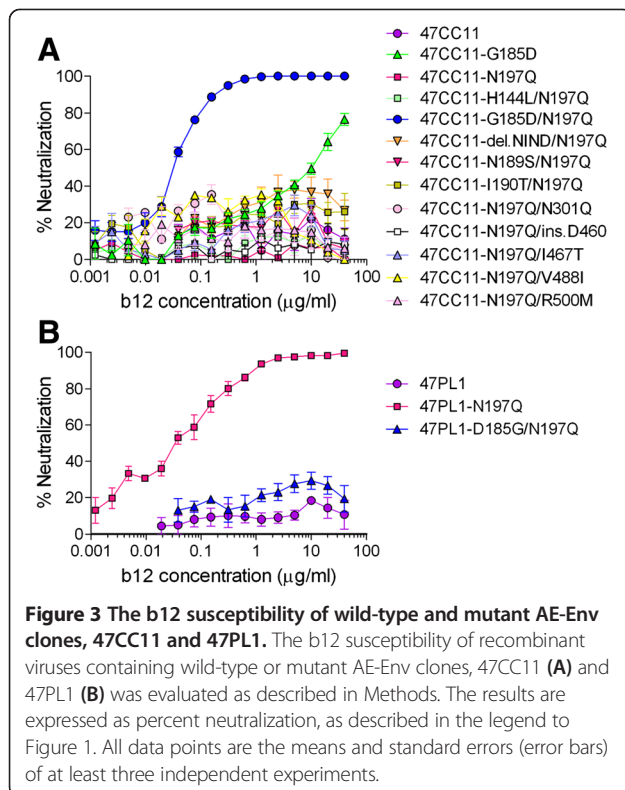 A
100
80
60
40
20
0
% Neutralization
0.001
0.01
0.1
1
10
100
b12 concentration (μg/ml)
47CC11
47CC11-G185D
47CC11-N197Q
47CC11-H144L/N197Q
47CC11-G185D/N197Q
47CC11-del.NIND/N197Q
47CC11-N189S/N197Q
47CC11-I190T/N197Q
47CC11-N197Q/N301Q
47CC11-N197Q/ins.D460
47CC11-N197Q/I467T
47CC11-N197Q/V488I
47CC11-N197Q/R500M
B
100
80
60
40
20
0
% Neutralization
0.001
0.01
0.1
1
10
100
b12 concentration (μg/ml)
47PL1
47PL1-N197Q
47PL1-D185G/N197Q
Figure 3 The b12 susceptibility of wild-type and mutant AE-Env
clones, 47CC11 and 47PL1. The b12 susceptibility of recombinant
viruses containing wild-type or mutant AE-Env clones, 47CC11 (A) and
47PL1 (B) was evaluated as described in Methods. The results are
expressed as percent neutralization, as described in the legend to
Figure 1. All data points are the means and standard errors (error bars)
of at least three independent experiments.